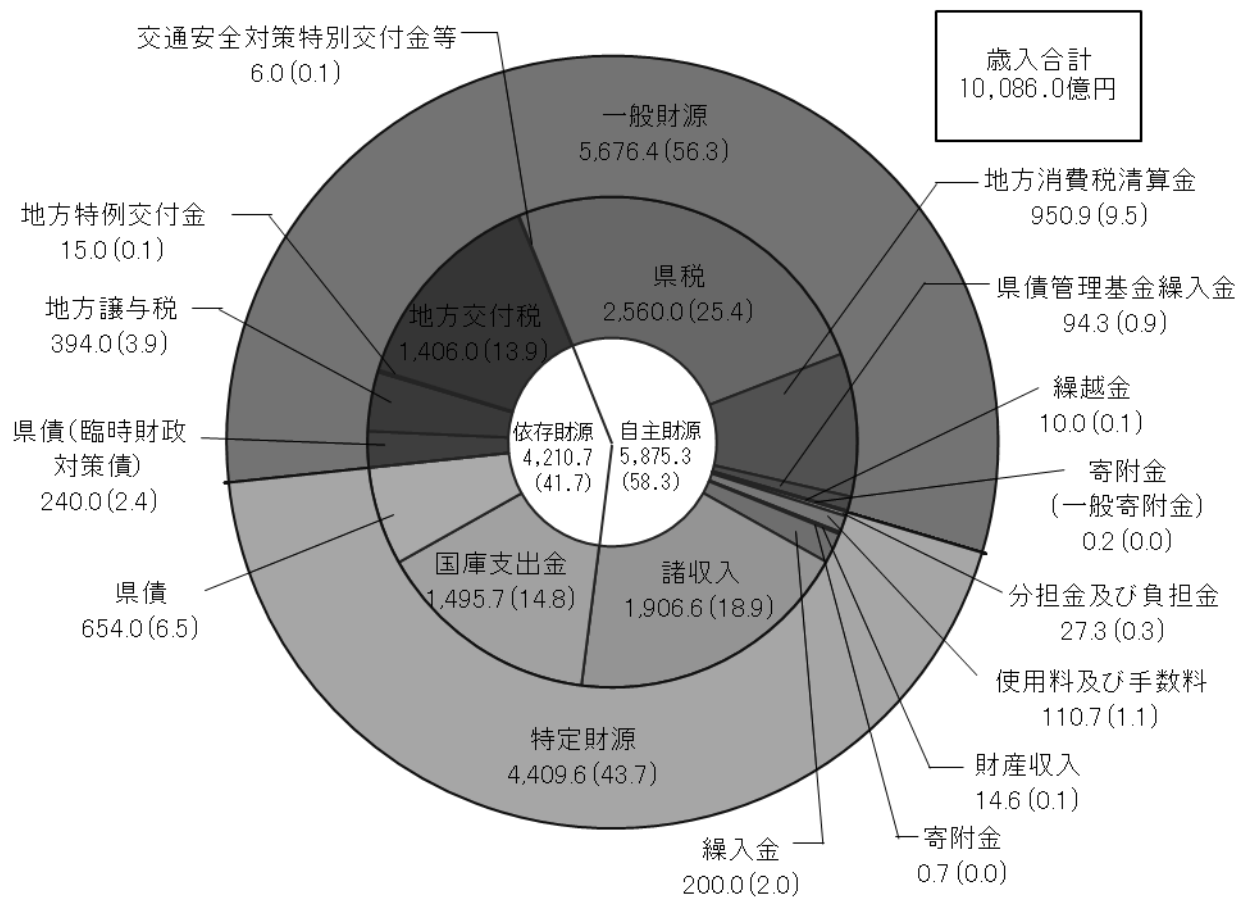 交通安全対策特別交付金等
6.0(0.1)
歳入合計
10,086.0億円
一般財源
5,676.4(56.3)
地方消費税清算金
950.9(9.5)
地方特例交付金
15.0(0.1)
県税
2,560.0(25.4)
県債管理基金繰入金
94.3(0.9)
地方譲与税
394.0(3.9)
地方交付税
1,406.0(13.9)
繰越金
10.0(0.1)
県債(臨時財政
対策債)
240.0(2.4)
依存財源
4,210.7
(41.7)
自主財源
5,875.3
(58.3)
寄附金
(一般寄附金)
0.2(0.0)
県債
654.0(6.5)
国庫支出金
1,495.7(14.8)
諸収入
1,906.6(18.9)
分担金及び負担金
27.3(0.3)
使用料及び手数料
110.7(1.1)
特定財源
4,409.6(43.7)
財産収入
14.6(0.1)
寄附金
0.7(0.0)
繰入金
200.0(2.0)